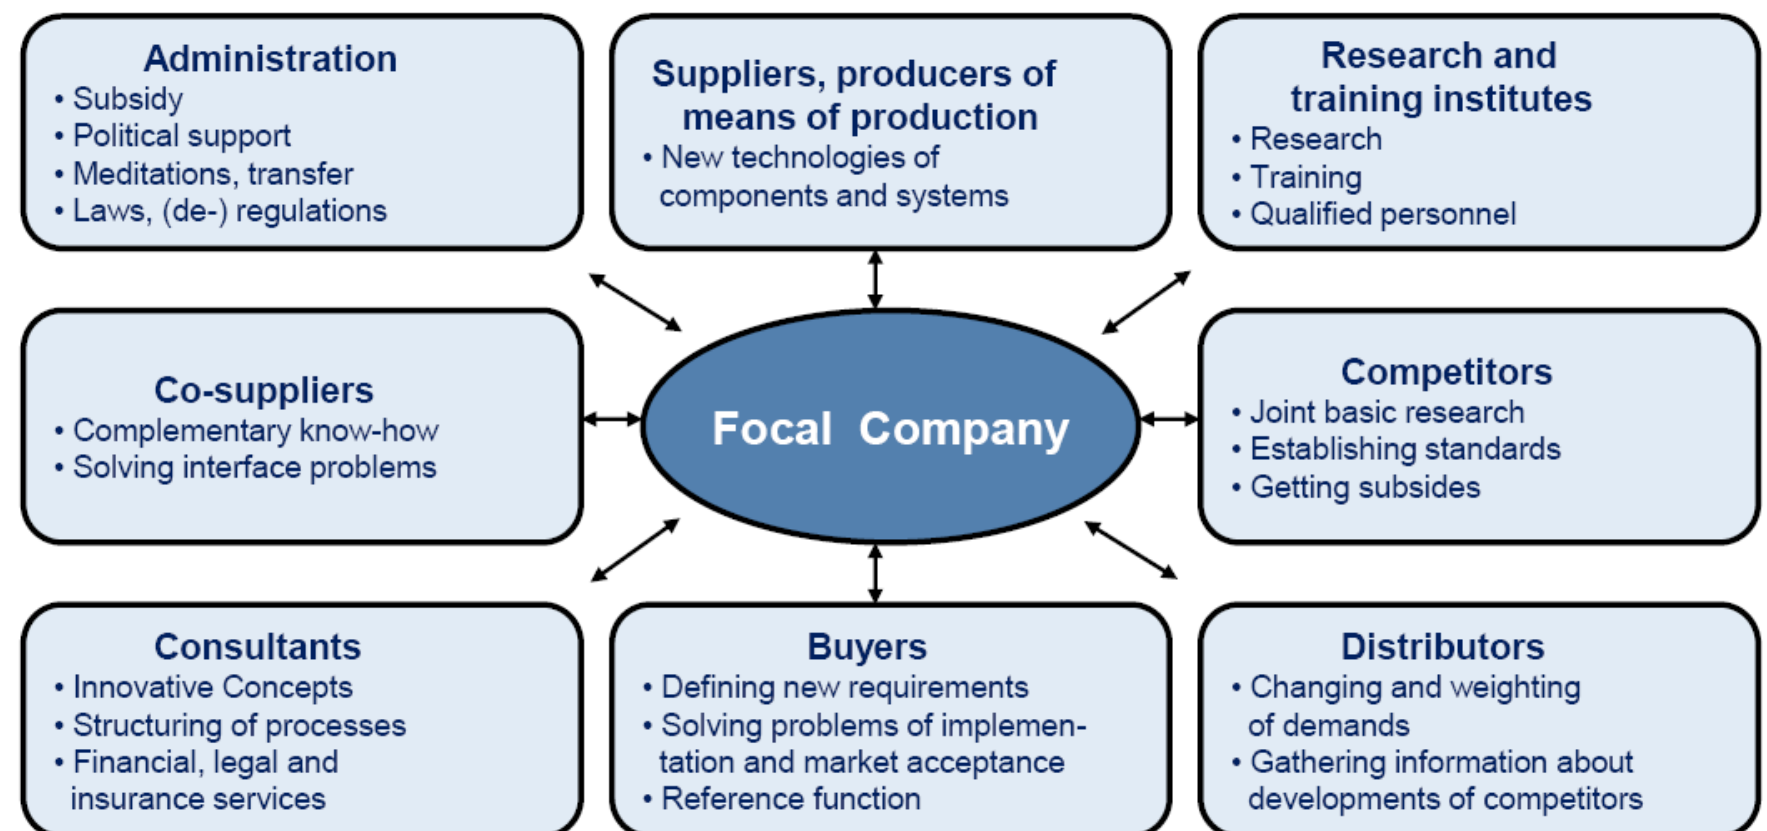 Administration
• Subsidy
• Political support
• Meditations, transfer
• Laws, (de-) regulations
Suppliers, producers of
means of production
• New technologies of
components and systems
Research and
training institutes
• Research
• Training
• Qualified personnel
Co-suppliers
• Complementary know-how
• Solving interface problems
Focal Company
Competitors
• Joint basic research
• Establishing standards
• Getting subsides
Consultants
• Innovative Concepts
• Structuring of processes
• Financial, legal and
insurance services
Buyers
• Defining new requirements
• Solving problems of implemen-
tation and market acceptance
• Reference function
Distributors
• Changing and weighting
of demands
• Gathering information about
developments of competitors